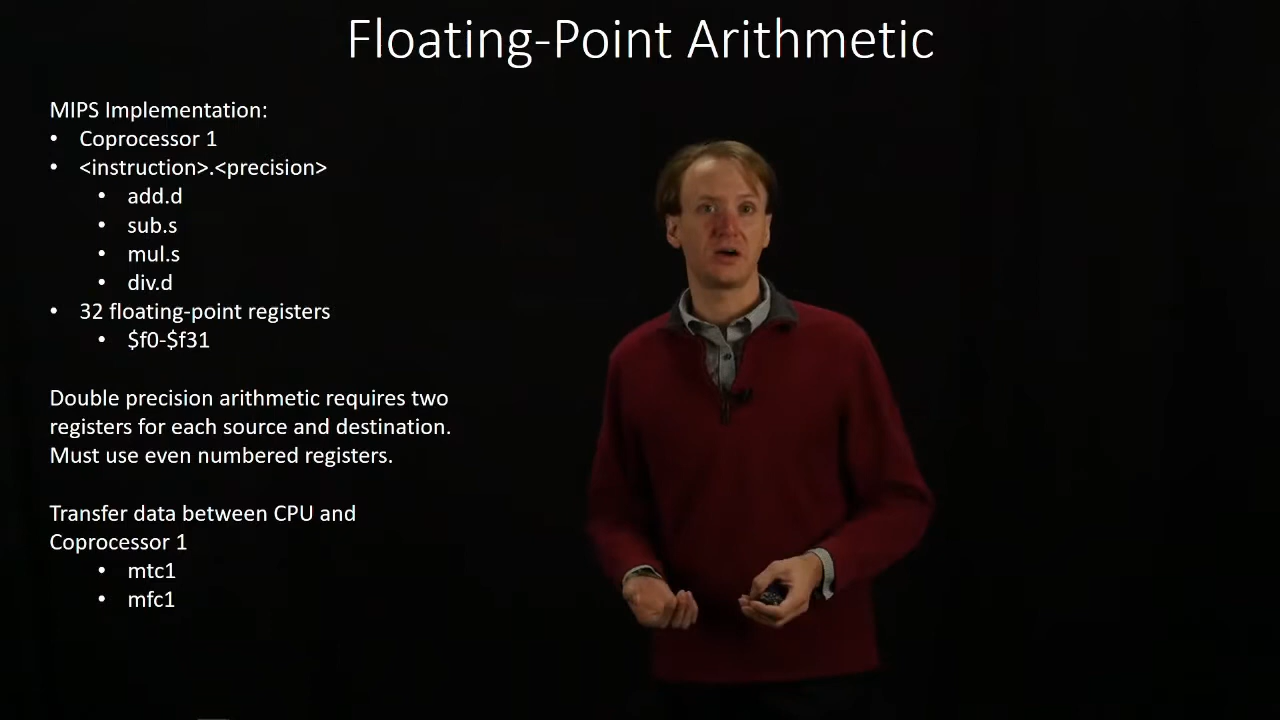 Floating-Point Arithmetic
MIPS Implementation:
• Coprocessor 1
• <instruction>.<precision>
• add.d
• sub.s
• mul.s
• div.d
• 32 floating-point registers
• $f0-$f31
Double precision arithmetic requires two
registers for each source and destination.
Must use even numbered registers.
Transfer data between CPU and
Coprocessor 1
• mtc1
• mfc1